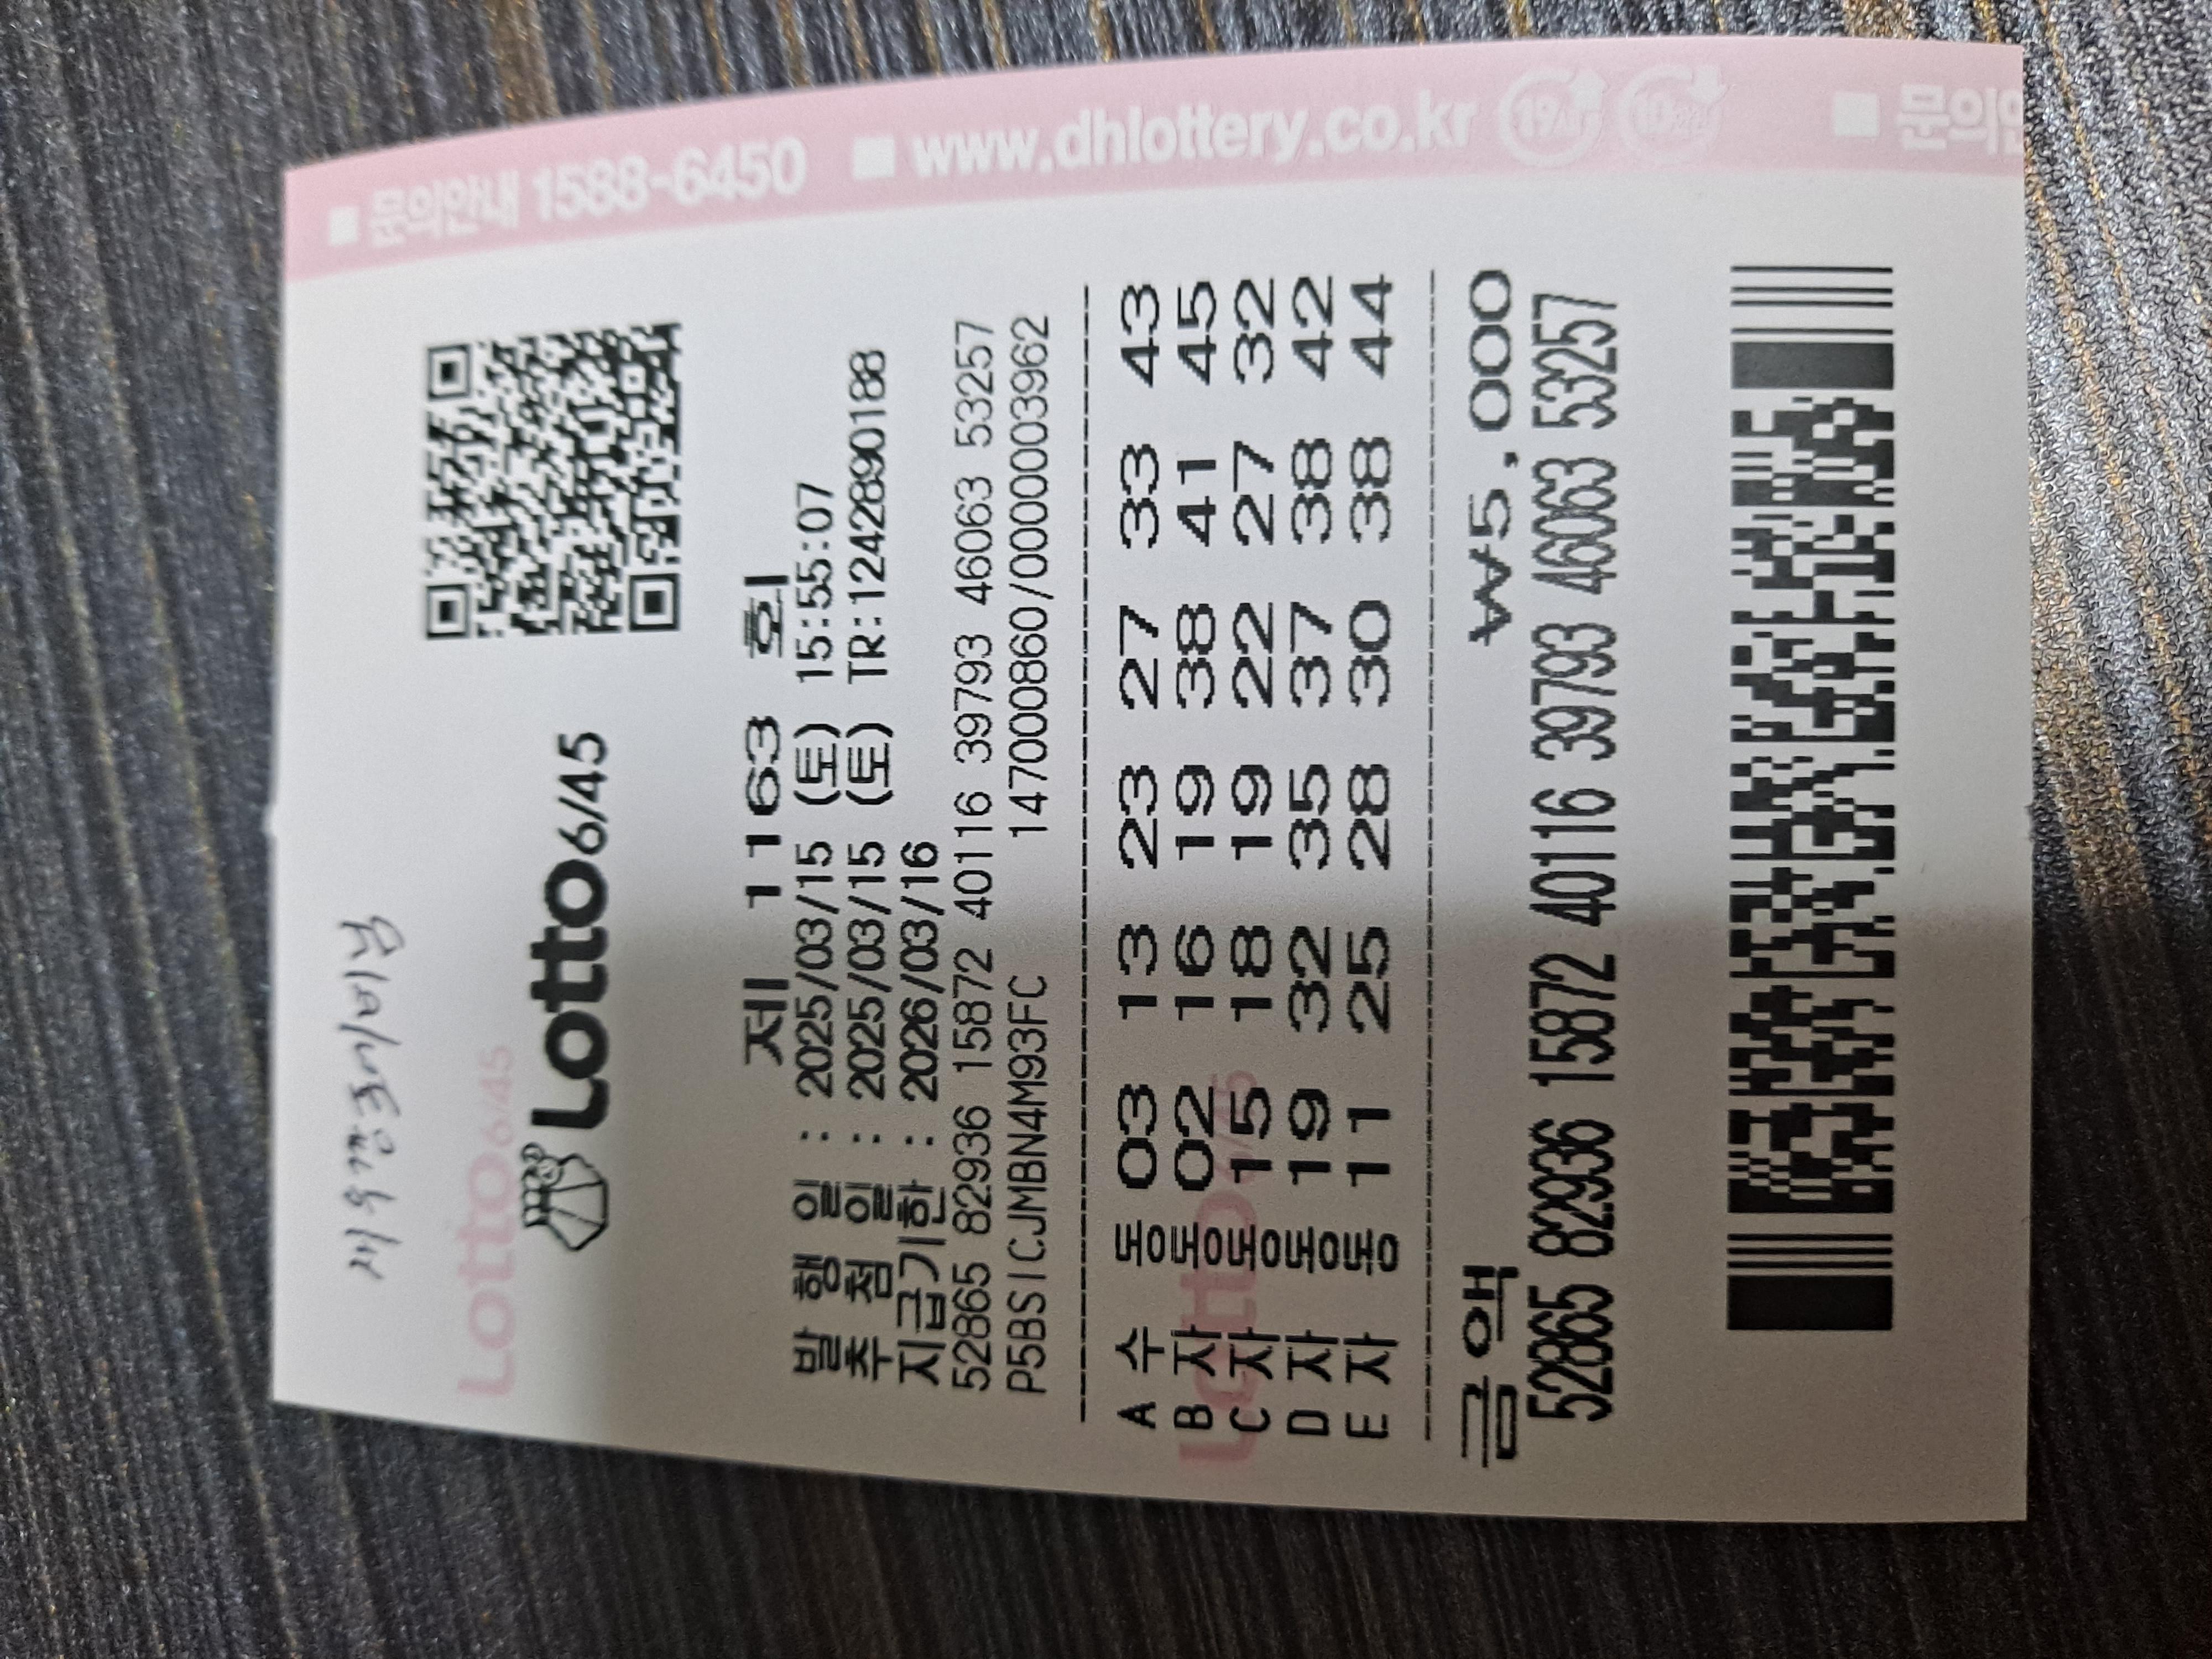 Lotto6/45
Lotto6/45
제 1163 회
발 행 일 : 2025/03/15 (토) 15:55:07
추 첨 일 : 2025/03/15 (토) TR:1242890188
지급기한 : 2026/03/16
52865 82936 15872 40116 39793 46063 53257
P5BSICJMBN4M93FC 1470000860/0000003962
A 수 동 03 13 23 27 33 43
B 자 동 02 16 19 38 41 45
C 자 동 15 18 19 22 27 32
D 자 동 19 32 35 37 38 42
E 자 동 11 25 28 30 38 44
Lotto6/45
금액 ₩5,000
52865 82936 15872 40116 39793 46063 53257
■ 문의안내 1588-6450 ■ www.dhlottery.co.kr
■ 문의안